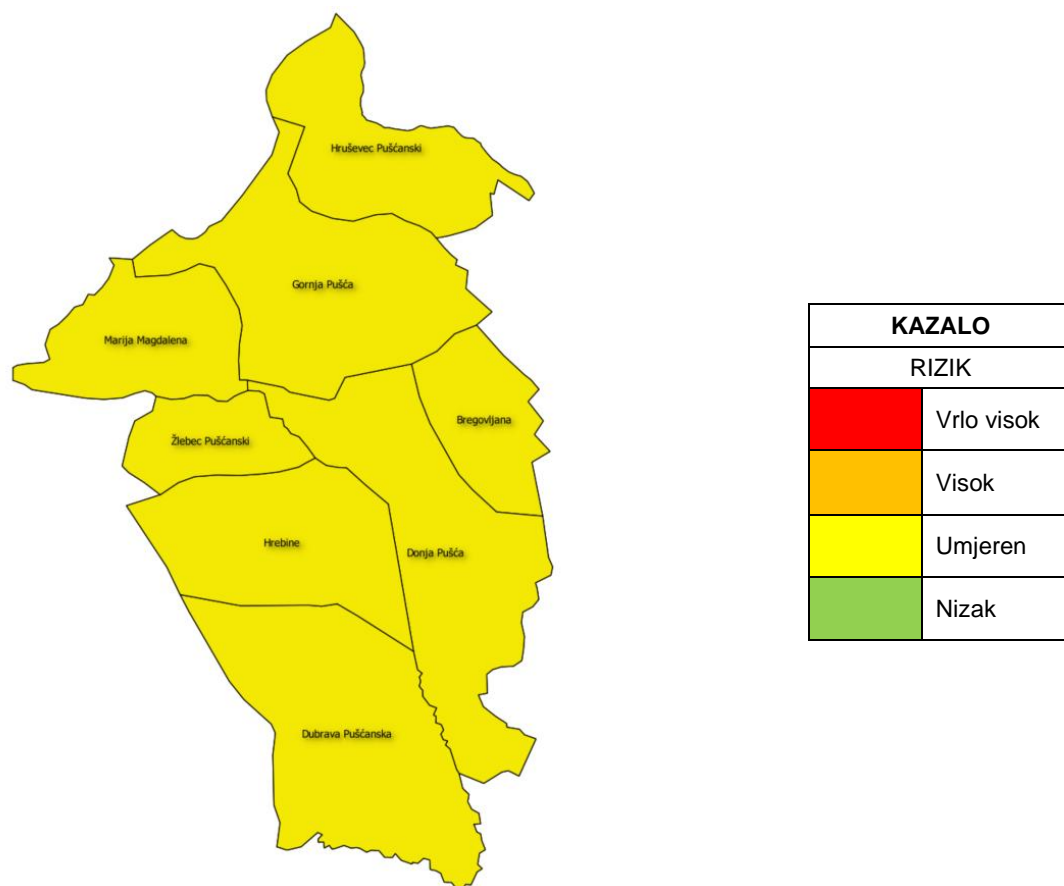 Hruševec Pušćanski
Gornja Pušća
Marija Magdalena
Bregovljana
Žlebec Pušćanski
Hrebine
Donja Pušća
Dubrava Pušćanska
KAZALO
RIZIK
Vrlo visok
Visok
Umjeren
Nizak